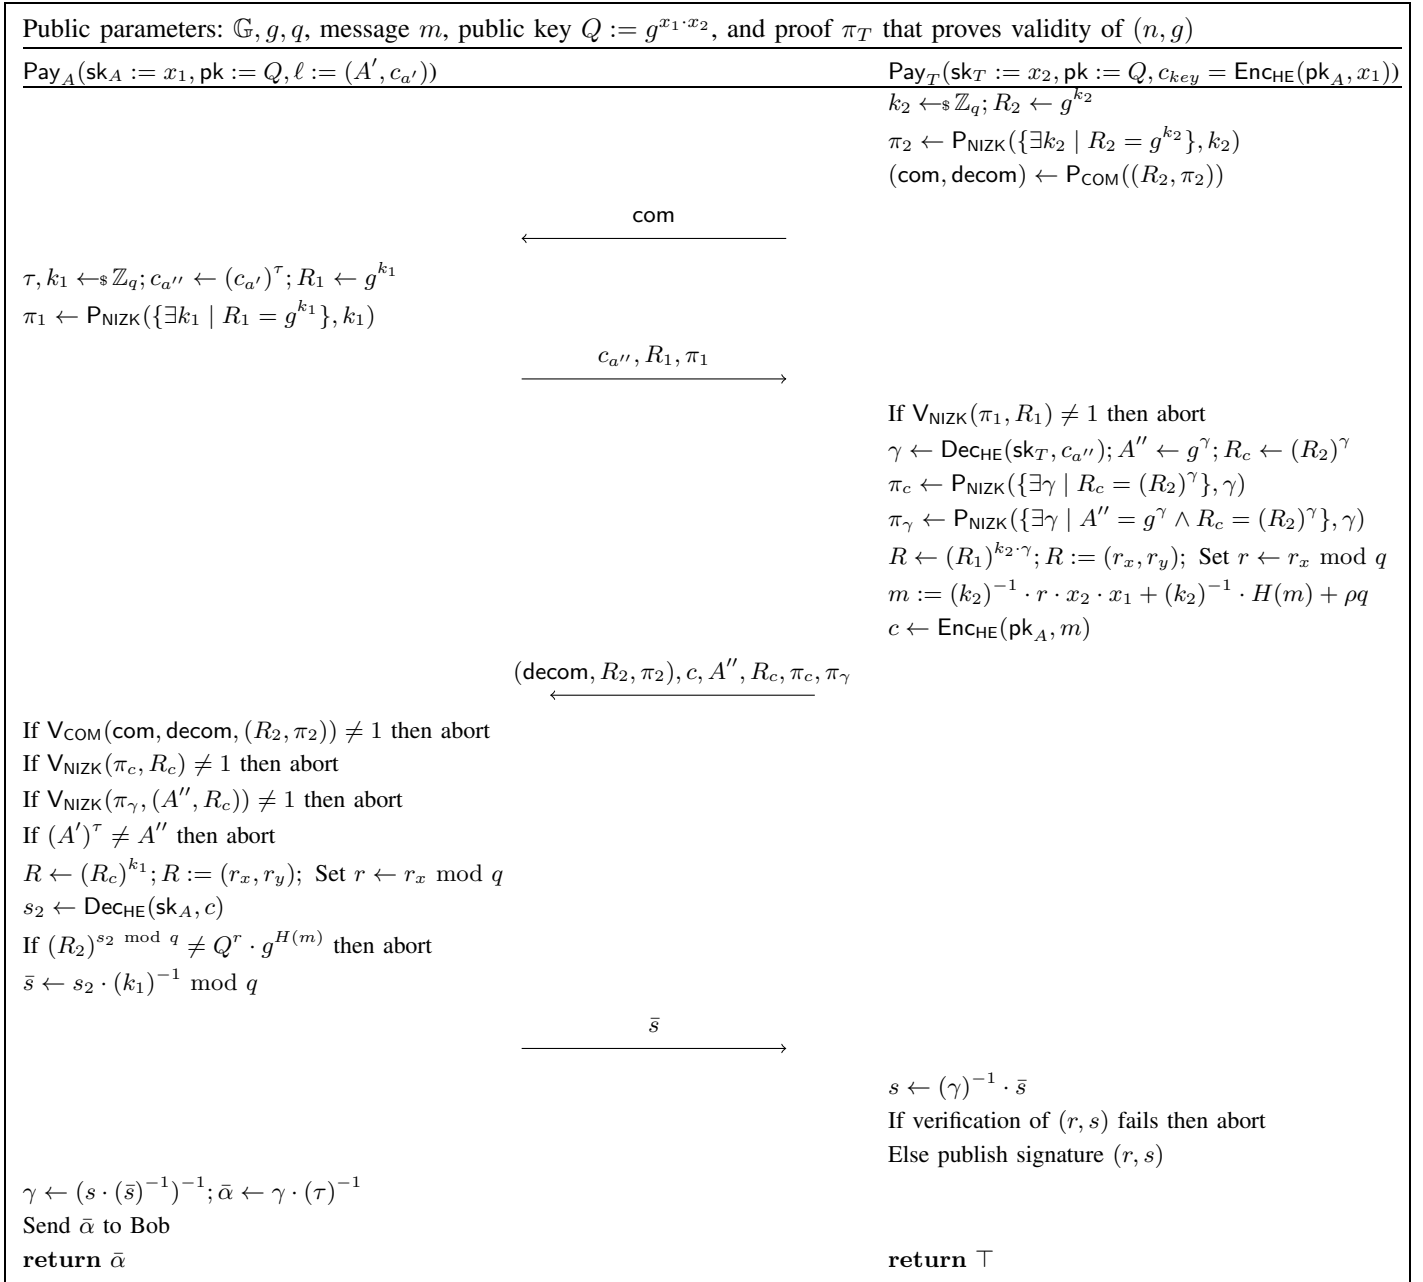 Public parameters: 𝔾, g, q, message m, public key Q := g^{x_1·x_2}, and proof π_T that proves validity of (n, g)
Pay_A(sk_A := x_1, pk := Q, ℓ := (A′, c_{a′})) Pay_T(sk_T := x_2, pk := Q, c_{key} = Enc_HE(pk_A, x_1))
k_2 ←$ ℤ_q; R_2 ← g^{k_2}
π_2 ← P_NIZK({∃k_2 | R_2 = g^{k_2}}, k_2)
(com, decom) ← P_COM((R_2, π_2))
com
τ, k_1 ←$ ℤ_q; c_{a′′} ← (c_{a′})^τ; R_1 ← g^{k_1}
π_1 ← P_NIZK({∃k_1 | R_1 = g^{k_1}}, k_1)
c_{a′′}, R_1, π_1
If V_NIZK(π_1, R_1) ≠ 1 then abort
γ ← Dec_HE(sk_T, c_{a′′}); A′′ ← g^γ; R_c ← (R_2)^γ
π_c ← P_NIZK({∃γ | R_c = (R_2)^γ}, γ)
π_γ ← P_NIZK({∃γ | A′′ = g^γ ∧ R_c = (R_2)^γ}, γ)
R ← (R_1)^{k_2·γ}; R := (r_x, r_y); Set r ← r_x mod q
m := (k_2)^{−1} · r · x_2 · x_1 + (k_2)^{−1} · H(m) + ρq
c ← Enc_HE(pk_A, m)
(decom, R_2, π_2), c, A′′, R_c, π_c, π_γ
If V_COM(com, decom, (R_2, π_2)) ≠ 1 then abort
If V_NIZK(π_c, R_c) ≠ 1 then abort
If V_NIZK(π_γ, (A′′, R_c)) ≠ 1 then abort
If (A′)^τ ≠ A′′ then abort
R ← (R_c)^{k_1}; R := (r_x, r_y); Set r ← r_x mod q
s_2 ← Dec_HE(sk_A, c)
If (R_2)^{s_2 mod q} ≠ Q^r · g^{H(m)} then abort
s̄ ← s_2 · (k_1)^{−1} mod q
s̄
s ← (γ)^{−1} · s̄
If verification of (r, s) fails then abort
Else publish signature (r, s)
γ ← (s · (s̄)^{−1})^{−1}; ᾱ ← γ · (τ)^{−1}
Send ᾱ to Bob
return ᾱ return ⊤